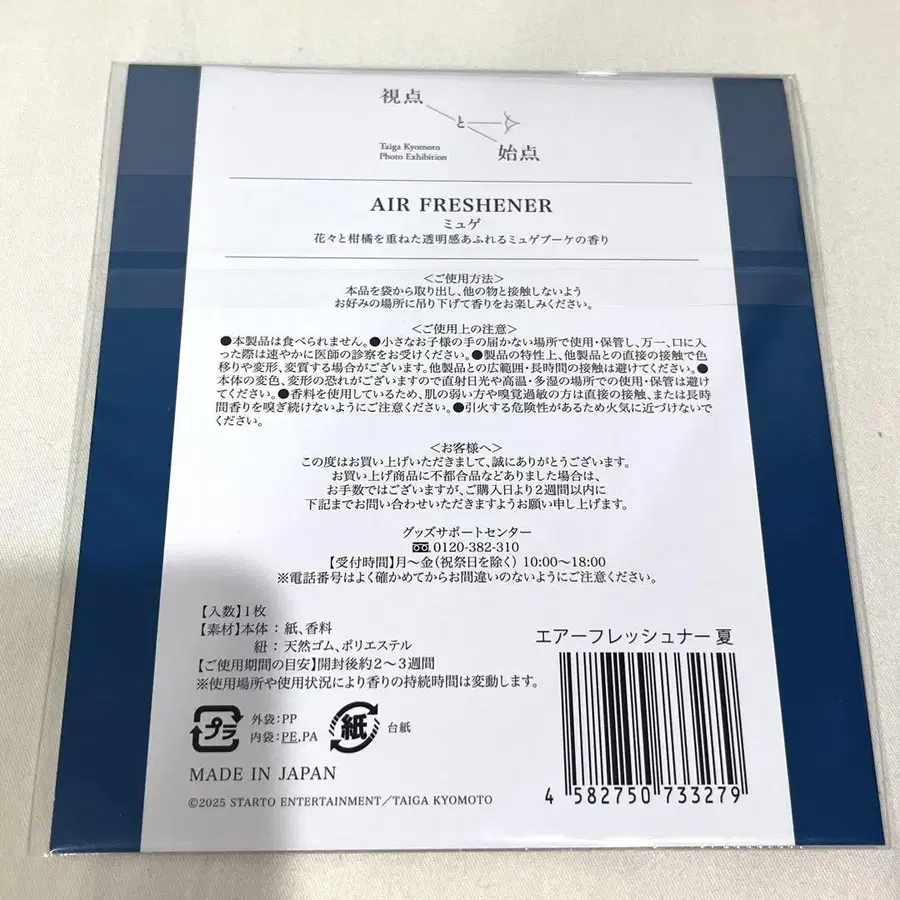 視点
と
始点
Taiga Kyomoto
Photo Exhibition
AIR FRESHENER
ミュゲ
花々と柑橘を重ねた透明感あふれるミュゲブーケの香り
<ご使用方法>
本品を袋から取り出し、他の物と接触しないよう
お好みの場所に吊り下げて香りをお楽しみください。
<ご使用上の注意>
●本製品は食べられません。●小さなお子様の手の届かない場所で使用・保管し、万一、口に入
った際は速やかに医師の診察をお受けください。●製品の特性上、他製品との直接の接触で色
移りや変形、変質する場合がございます。他製品との広範囲・長時間の接触は避けてください。●
本体の変色、変形の恐れがございますので直射日光や高温・多湿の場所での使用・保管は避け
てください。●香料を使用しているため、肌の弱い方や嗅覚過敏の方は直接の接触、または長時
間香りを嗅ぎ続けないようにご注意ください。●引火する危険性があるため火気に近づけないで
ください。
<お客様へ>
この度はお買い上げいただきまして、誠にありがとうございます。
お買い上げ商品に不都合品などありました場合は、
お手数ではございますが、ご購入日より2週間以内に
下記までお問い合わせいただきますようお願い申し上げます。
グッズサポートセンター
0120-382-310
【受付時間】月〜金(祝祭日を除く) 10:00〜18:00
※電話番号はよく確かめてからお間違いのないようにご注意ください。
【入数】1枚
【素材】本体：紙、香料
紐：天然ゴム、ポリエステル
【ご使用期間の目安】開封後約2〜3週間
※使用場所や使用状況により香りの持続時間は変動します。
エアーフレッシュナー 夏
プラ
外袋：PP
内袋：PE,PA
紙
台紙
MADE IN JAPAN
©2025 STARTO ENTERTAINMENT／TAIGA KYOMOTO
4 582750 733279